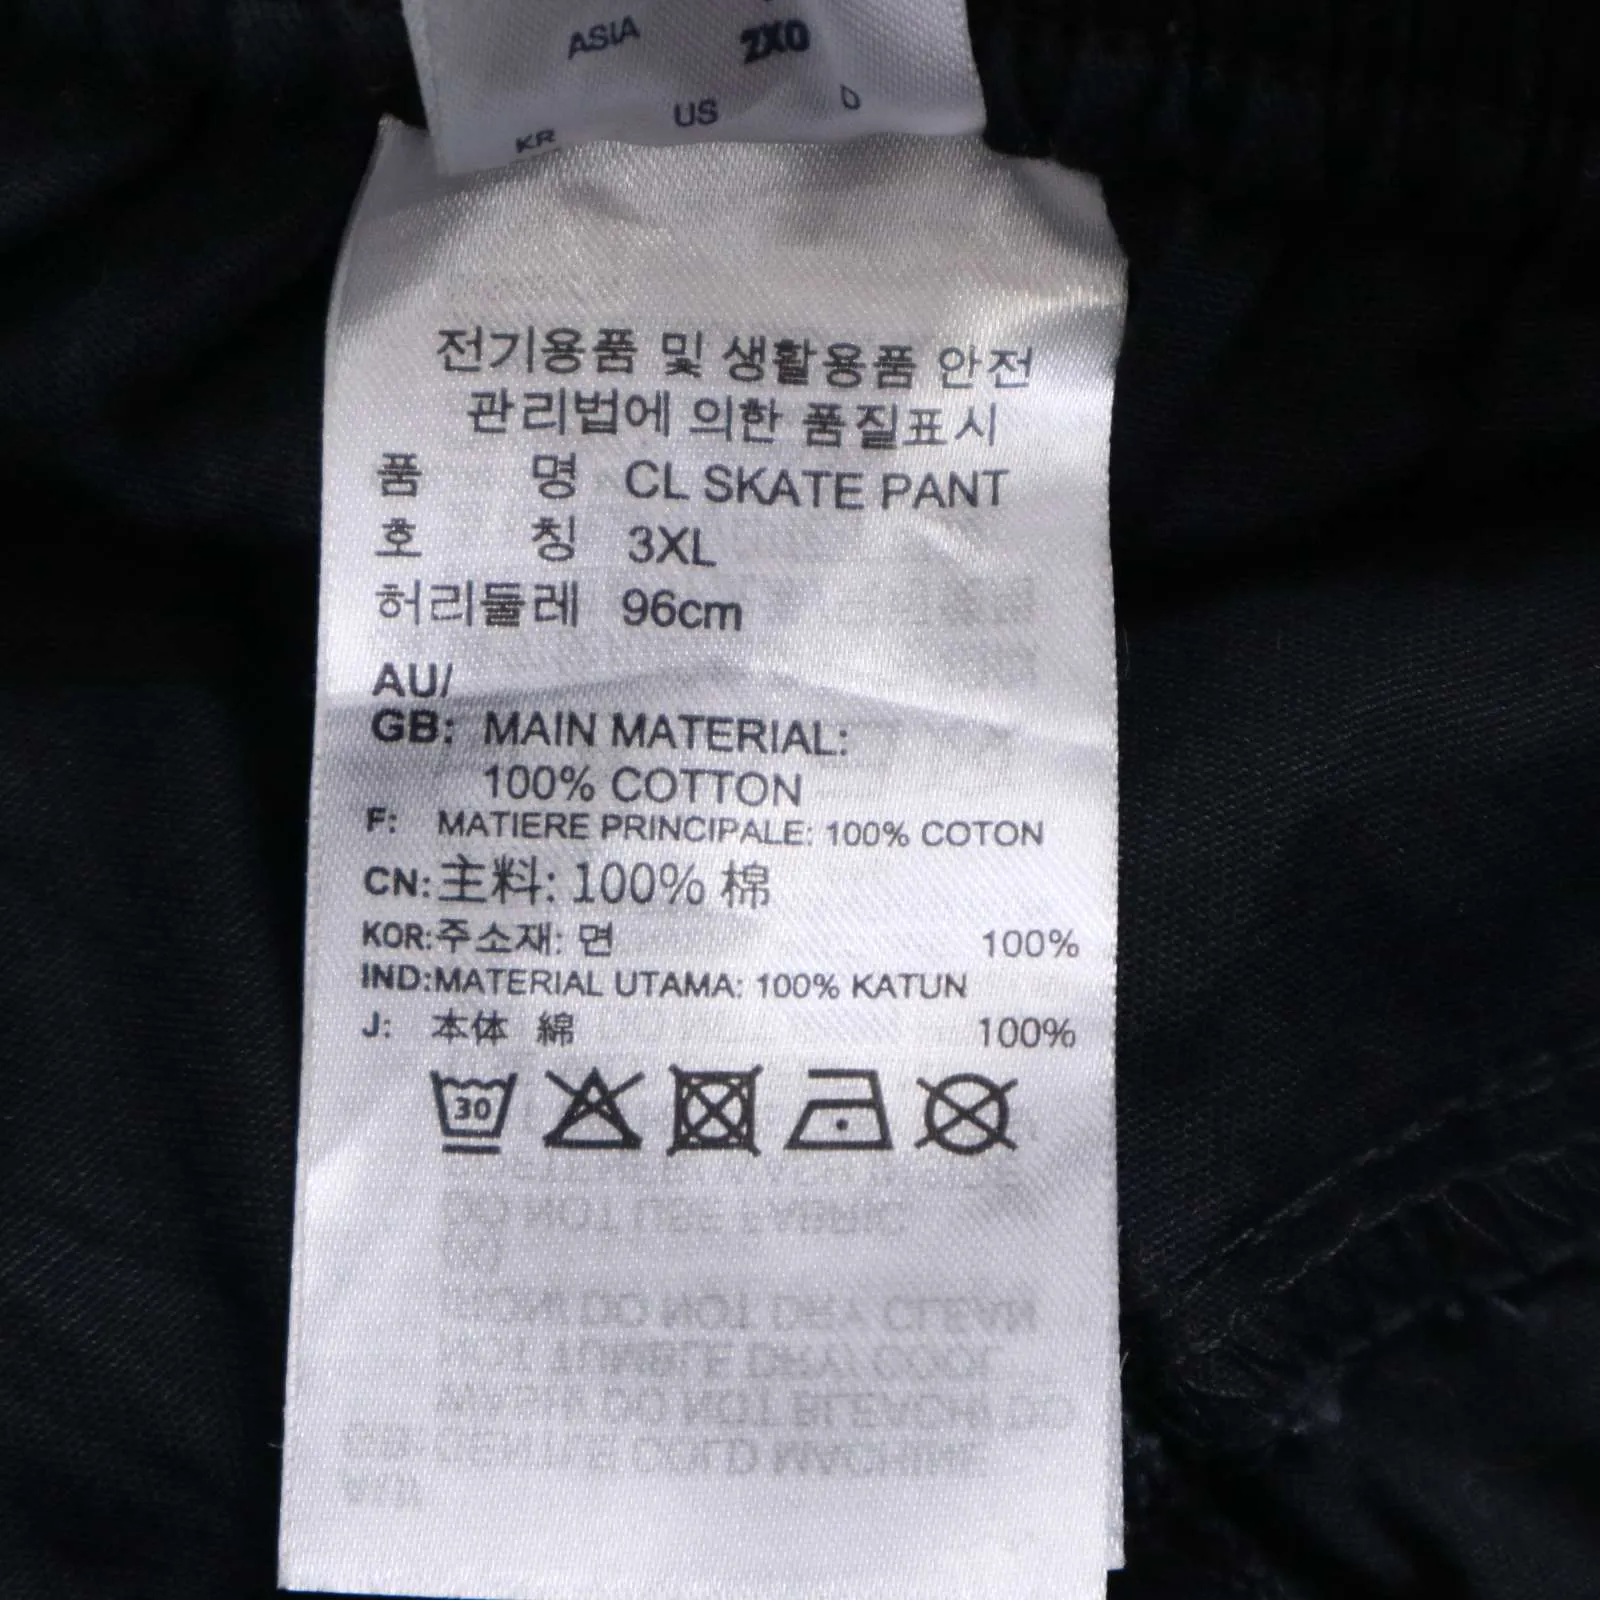 ASIA 2XO
US
KR
전기용품 및 생활용품 안전
관리법에 의한 품질표시
품 명 CL SKATE PANT
호 칭 3XL
허리둘레 96cm
AU/
GB: MAIN MATERIAL:
100% COTTON
F: MATIERE PRINCIPALE: 100% COTON
CN:主料: 100% 棉
KOR:주소재: 면 100%
IND:MATERIAL UTAMA: 100% KATUN
J: 本体 綿 100%
30